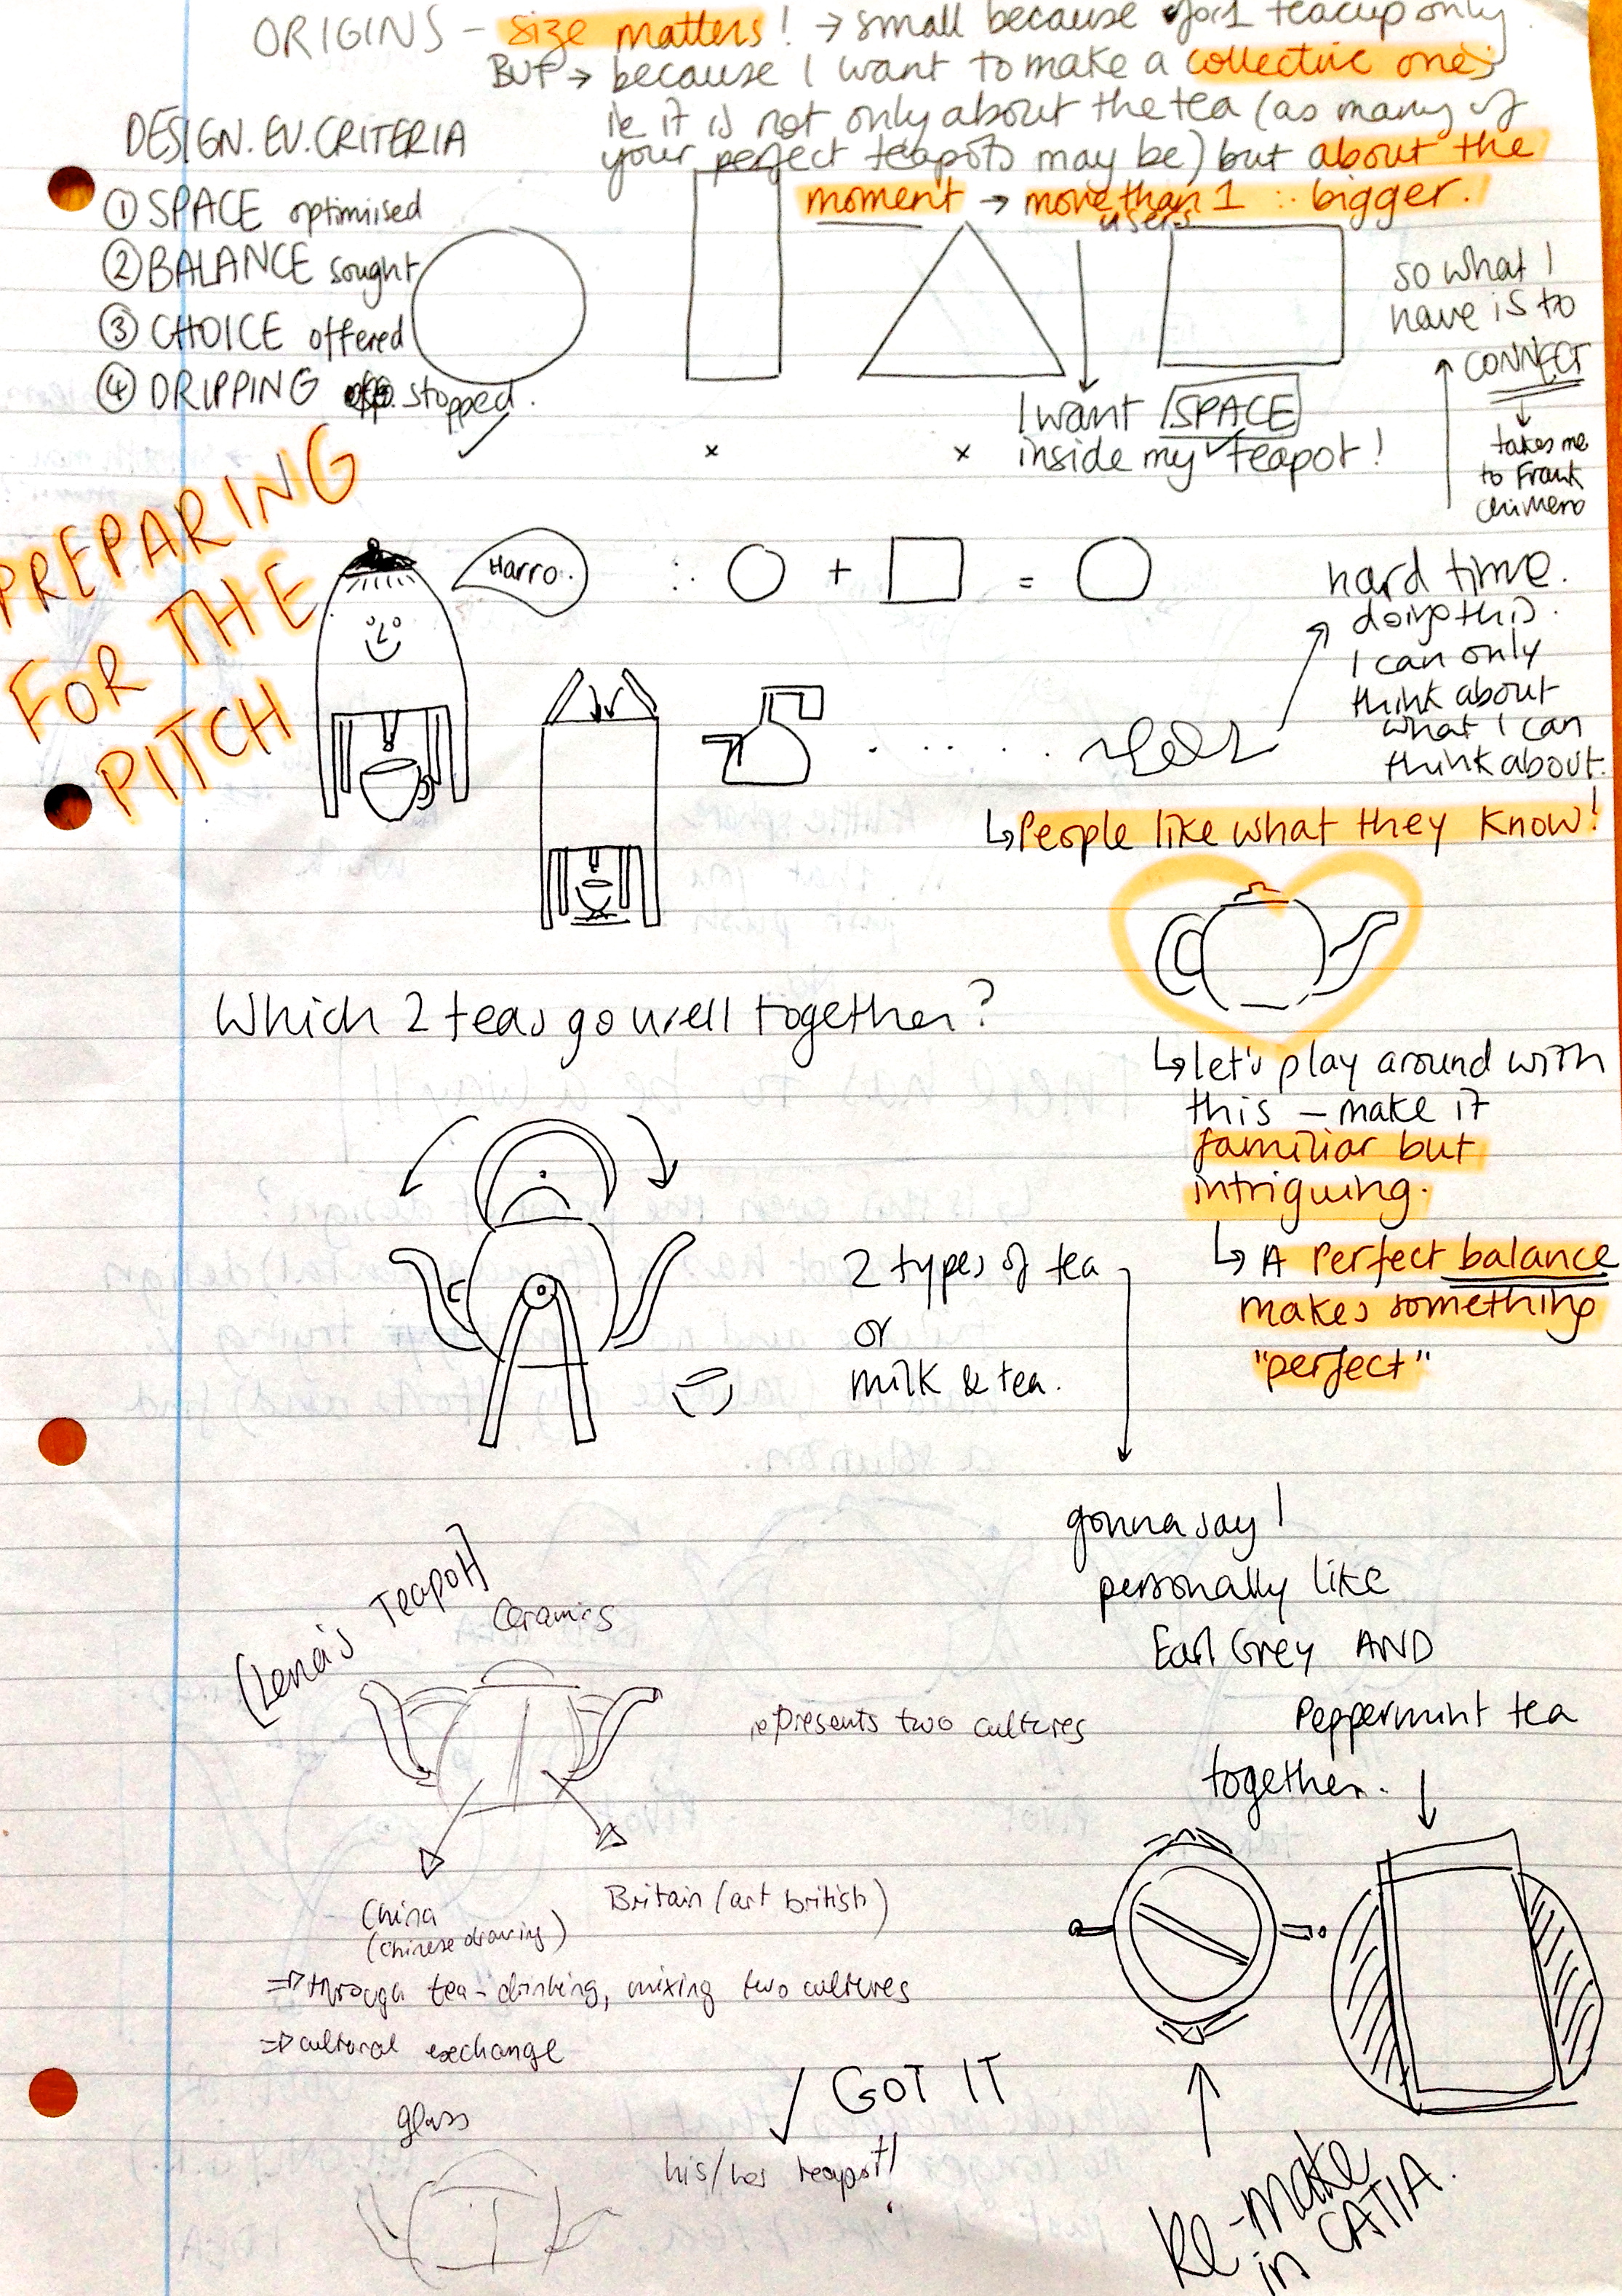 ORIGINS - size matters! → small because for 1 teacup only.
BUT → because I want to make a collective one,
ie it is not only about the tea (as many of
your perfect teapots may be) but about the
moment → more than 1 ∴ bigger.
users
DESIGN. EV. CRITERIA
① SPACE optimiised
② BALANCE sought
③ CHOICE offered
④ DRIPPING stopped.
so what I
have is to
CONNECT
↓
takes me
to Frank
Chimero
I want SPACE
inside my teapot!
PREPARING
FOR THE
PITCH
Harro.
∴ + =
hard time.
doing this.
I can only
think about
what I can
think about.
↳ People like what they know!
Which 2 teas go well together?
↳ let's play around with
this - make it
familiar but
intriguing.
↳ A perfect balance
makes something
"perfect"
2 types of tea
or
milk & tea.
gonna say I
personally like
Earl Grey AND
Peppermint tea
together.
(Lena's Teapot)
Ceramics
represents two cultures
China
(Chinese drawing)
Britain (art british)
⇒ through tea-drinking, mixing two cultures
⇒ cultural exchange
✓ GOT IT
glass
his/her teapot!
Re-make
in CATIA.